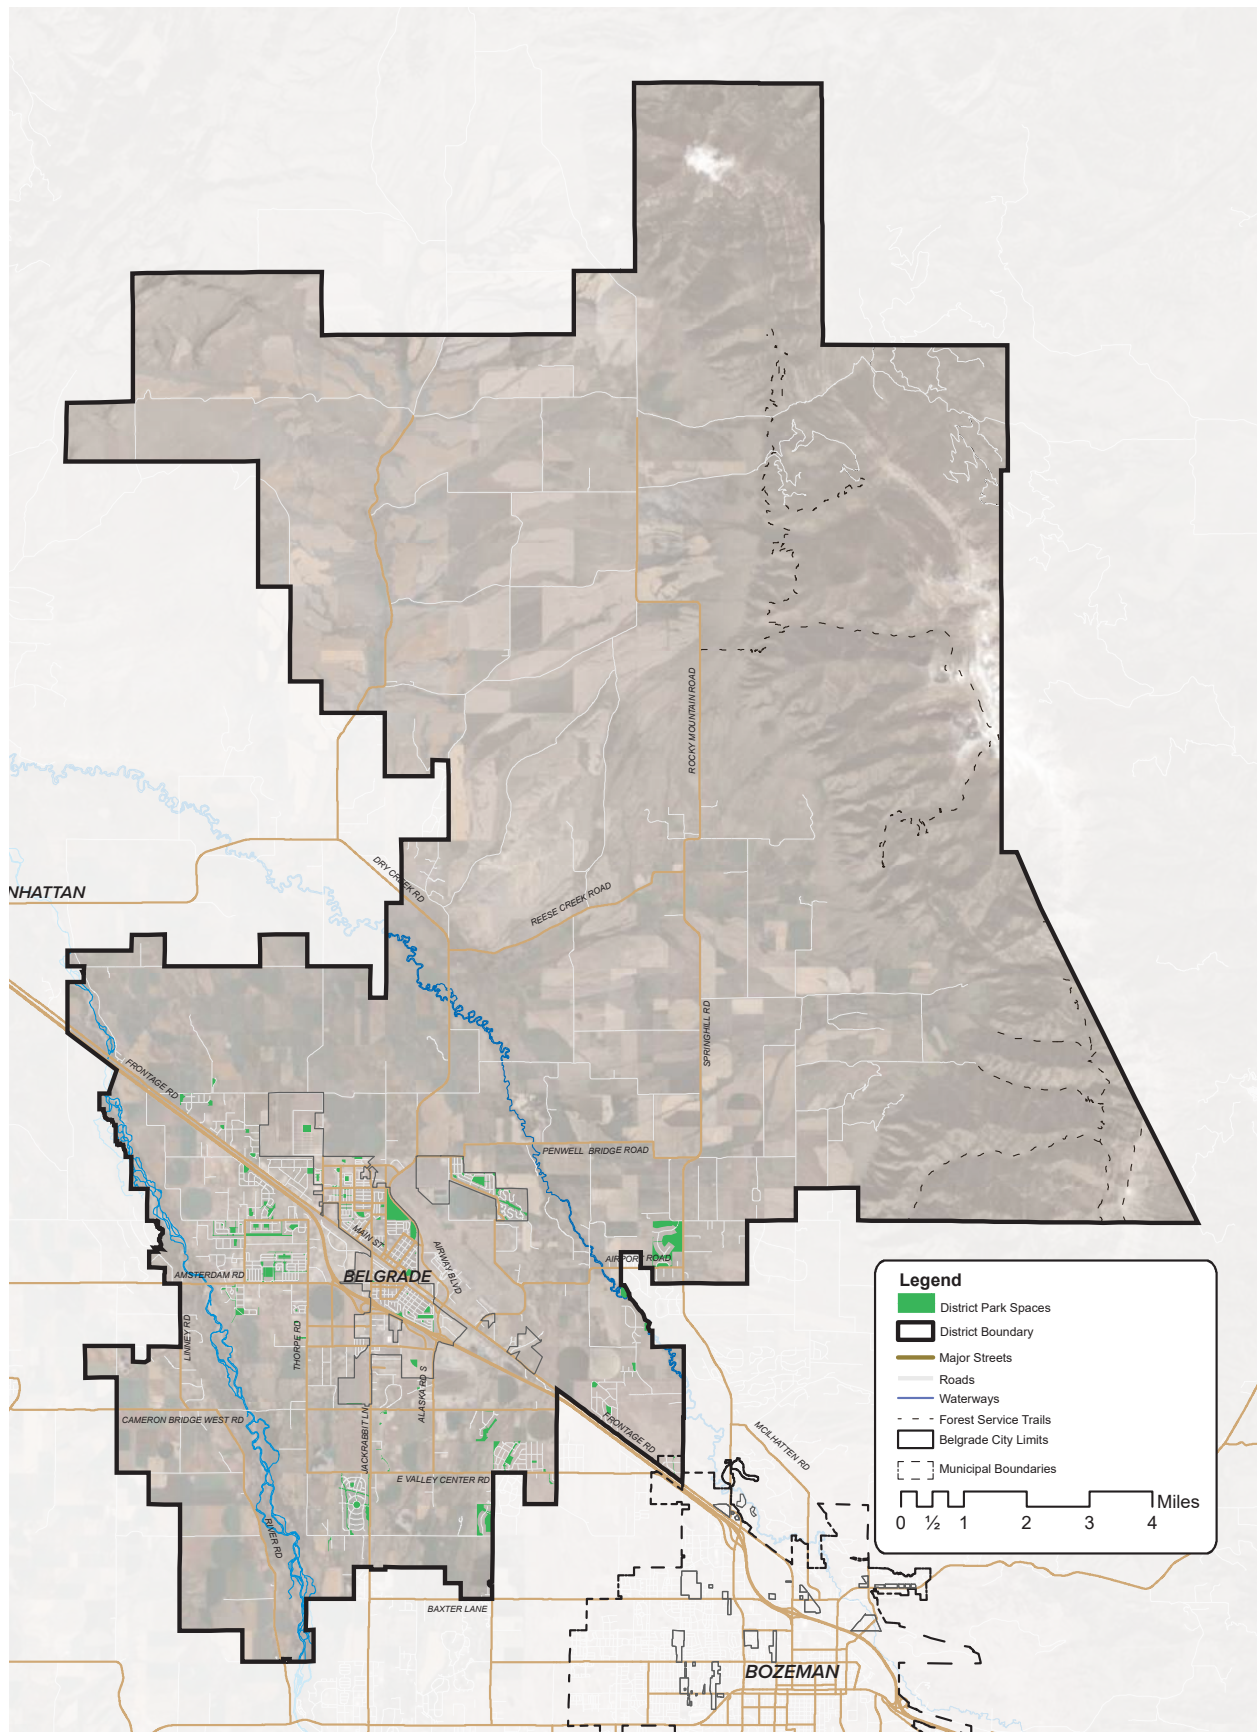 ROCKY MOUNTAIN ROAD
DRY CREEK RD
REESE CREEK ROAD
NHATTAN
SPRINGHILL RD
FRONTAGE RD
PENWELL BRIDGE ROAD
MAIN ST
AIRWAY BLVD
AIRPORT ROAD
AMSTERDAM RD
BELGRADE
LINNEY RD
THORPE RD
ALASKA RD S
JACKRABBIT LN
CAMERON BRIDGE WEST RD
FRONTAGE RD
MCILHATTEN RD
E VALLEY CENTER RD
RIVER RD
BAXTER LANE
BOZEMAN
Legend
District Park Spaces
District Boundary
Major Streets
Roads
Waterways
Forest Service Trails
Belgrade City Limits
Municipal Boundaries
Miles
0 ½ 1 2 3 4